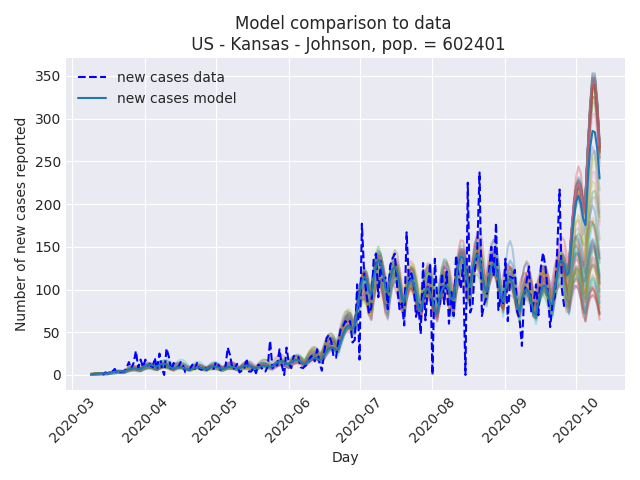 Model comparison to data
US - Kansas - Johnson, pop. = 602401
new cases data
new cases model
Number of new cases reported
350
300
250
200
150
100
50
0
2020-03
2020-04
2020-05
2020-06
2020-07
2020-08
2020-09
2020-10
Day